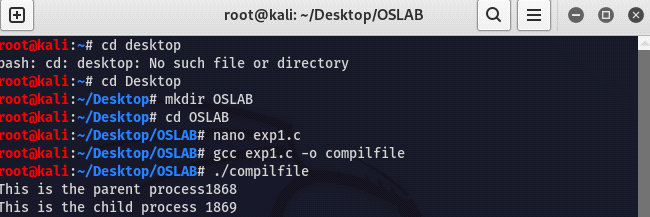 root@kali: ~/Desktop/OSLAB
root@kali:~# cd desktop
bash: cd: desktop: No such file or directory
root@kali:~# cd Desktop
root@kali:~/Desktop# mkdir OSLAB
root@kali:~/Desktop# cd OSLAB
root@kali:~/Desktop/OSLAB# nano exp1.c
root@kali:~/Desktop/OSLAB# gcc exp1.c -o compilfile
root@kali:~/Desktop/OSLAB# ./compilfile
This is the parent process1868
This is the child process 1869